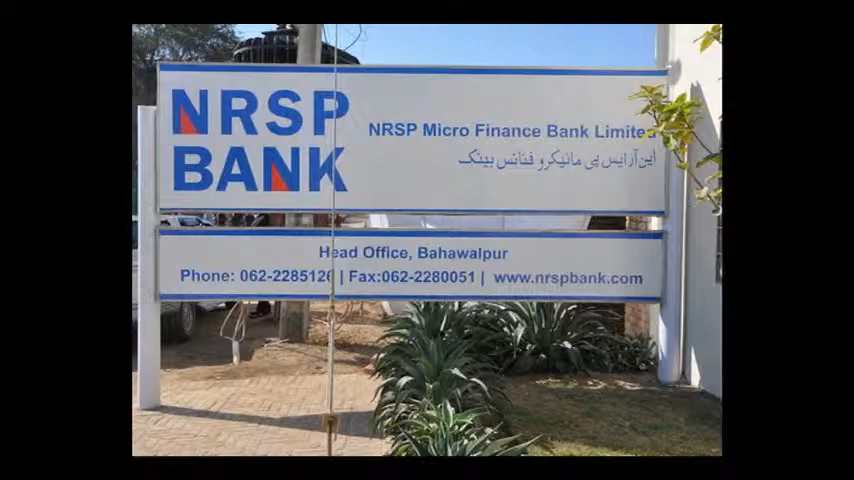 NRSP
BANK
NRSP Micro Finance Bank Limited
این آر ایس پی مائیکرو فنانس بینک
Head Office, Bahawalpur
Phone: 062-2285126 | Fax:062-2280051 | www.nrspbank.com